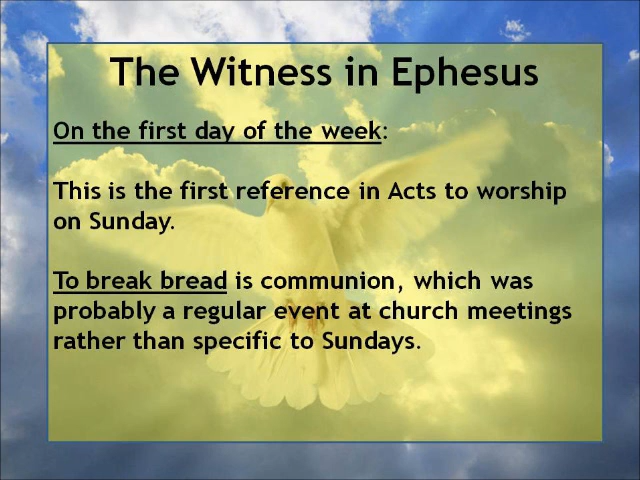 The Witness in Ephesus
On the first day of the week:
This is the first reference in Acts to worship
on Sunday.
To break bread is communion, which was
probably a regular event at church meetings
rather than specific to Sundays.